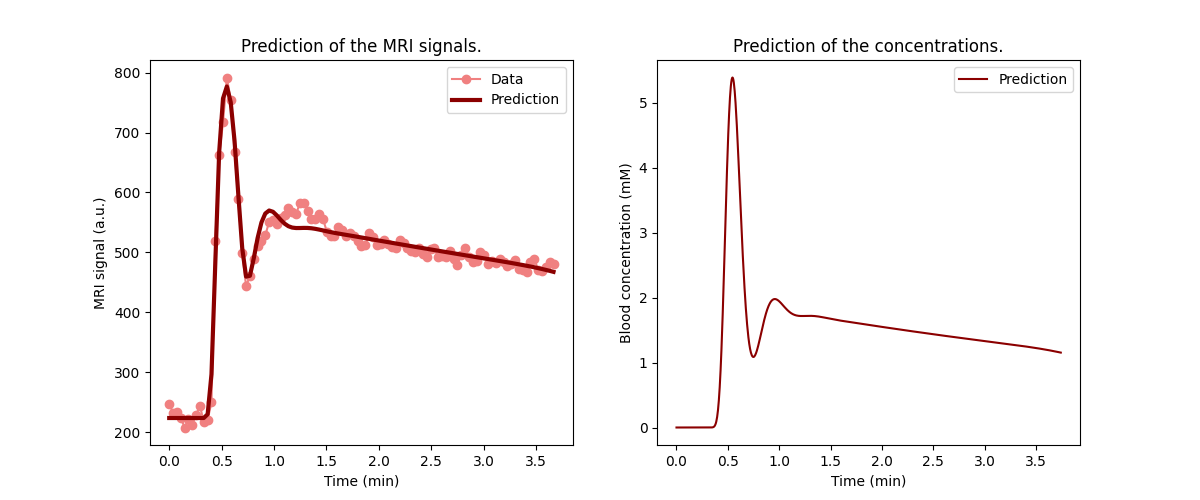 Prediction of the MRI signals.
MRI signal (a.u.)
800
700
600
500
400
300
200
Data
Prediction
0.0 0.5 1.0 1.5 2.0 2.5 3.0 3.5
Time (min)
Prediction of the concentrations.
Blood concentration (mM)
5
4
3
2
1
0
Prediction
0.0 0.5 1.0 1.5 2.0 2.5 3.0 3.5
Time (min)